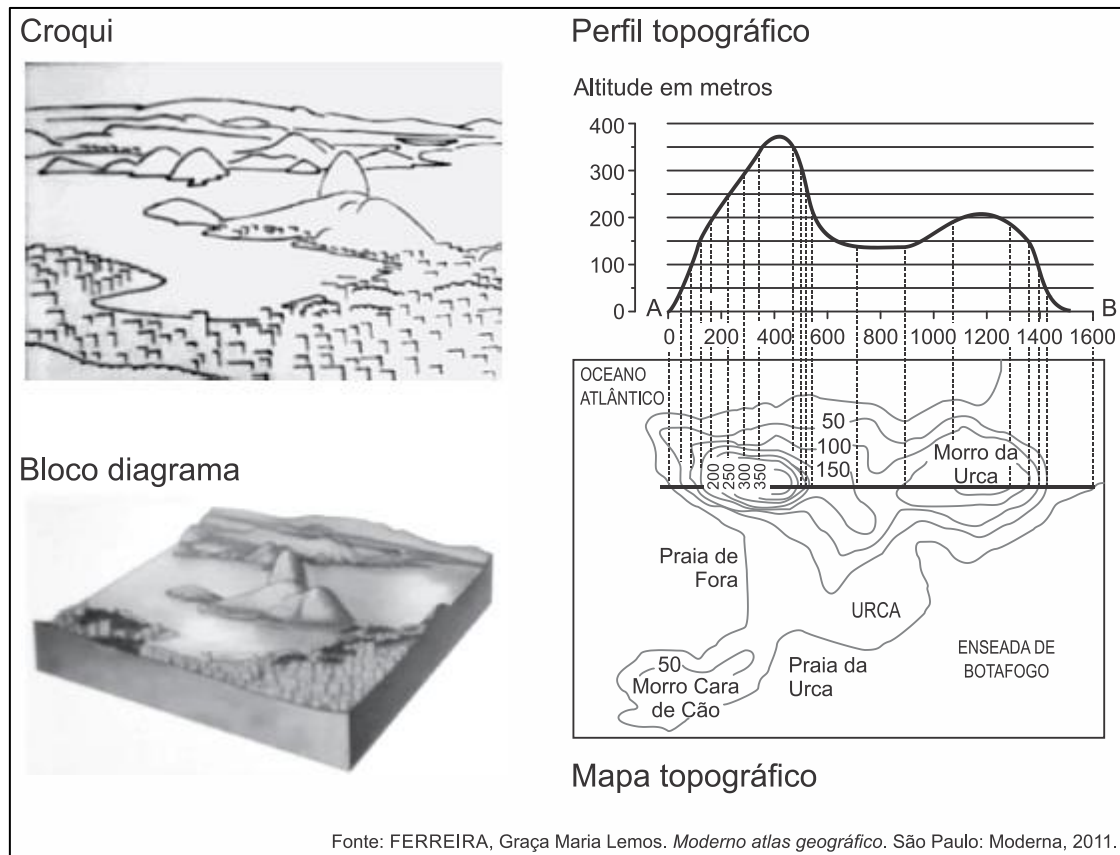 Croqui
Perfil topográfico
Altitude em metros
400
300
200
100
0
A
B
0 200 400 600 800 1000 1200 1400 1600
OCEANO
ATLÂNTICO
50
100
150
200
250
300
350
Morro da
Urca
Praia de
Fora
URCA
ENSEADA DE
BOTAFOGO
50
Morro Cara
de Cão
Praia da
Urca
Bloco diagrama
Mapa topográfico
Fonte: FERREIRA, Graça Maria Lemos. Moderno atlas geográfico. São Paulo: Moderna, 2011.